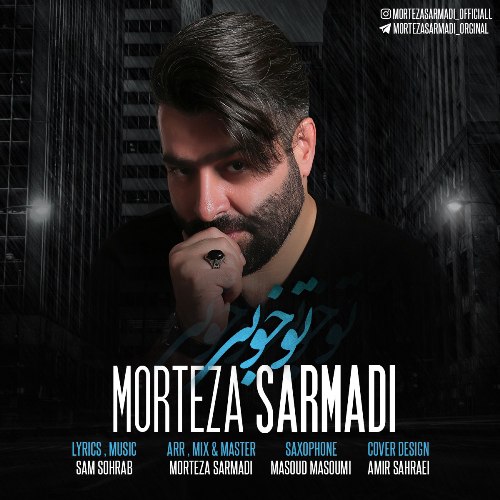 MORTEZASARMADI_OFFICIALL
MORTEZASARMADI_ORGINAL
تو خوبی
MORTEZA SARMADI
LYRICS , MUSIC
SAM SOHRAB
ARR , MIX & MASTER
MORTEZA SARMADI
SAXOPHONE
MASOUD MASOUMI
COVER DESIGN
AMIR SAHRAEI